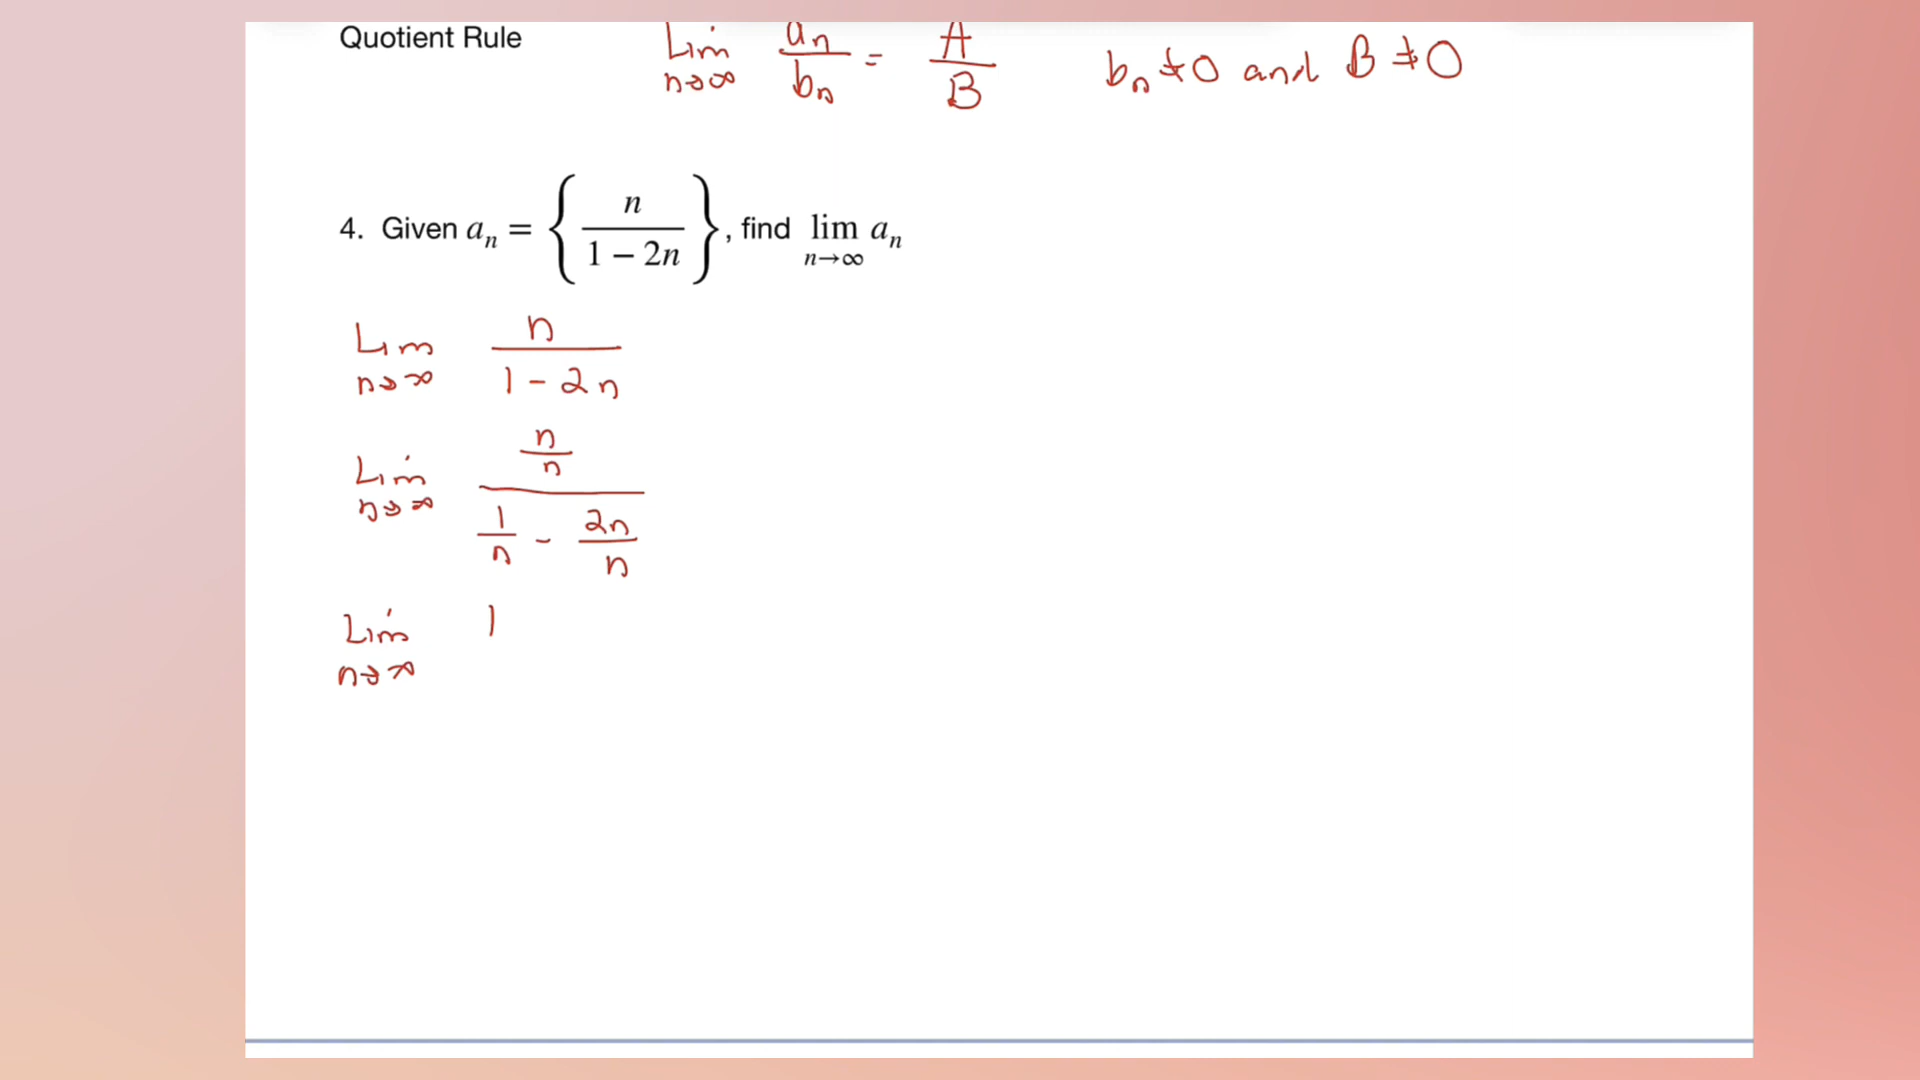 Quotient Rule Lim n→∞ an/bn = A/B bn ≠ 0 and B ≠ 0
4. Given an = { n/(1 − 2n) }, find lim n→∞ an
Lim n→∞ n/(1 - 2n)
Lim n→∞ (n/n)/(1/n - 2n/n)
Lim n→∞ 1